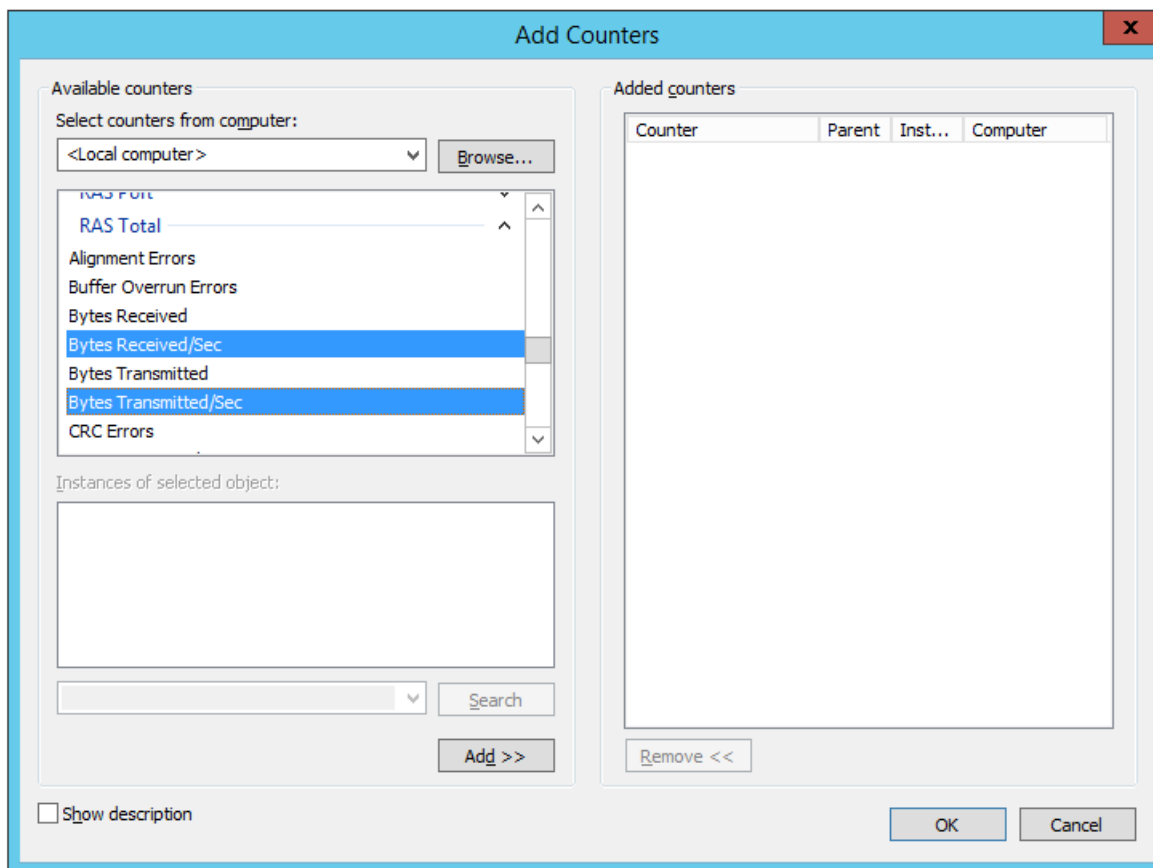 Add Counters
x
Available counters
Select counters from computer:
<Local computer>
Browse...
RAS Port
RAS Total
Alignment Errors
Buffer Overrun Errors
Bytes Received
Bytes Received/Sec
Bytes Transmitted
Bytes Transmitted/Sec
CRC Errors
Instances of selected object:
Search
Add >>
Show description
Added counters
Counter Parent Inst... Computer
Remove <<
OK Cancel